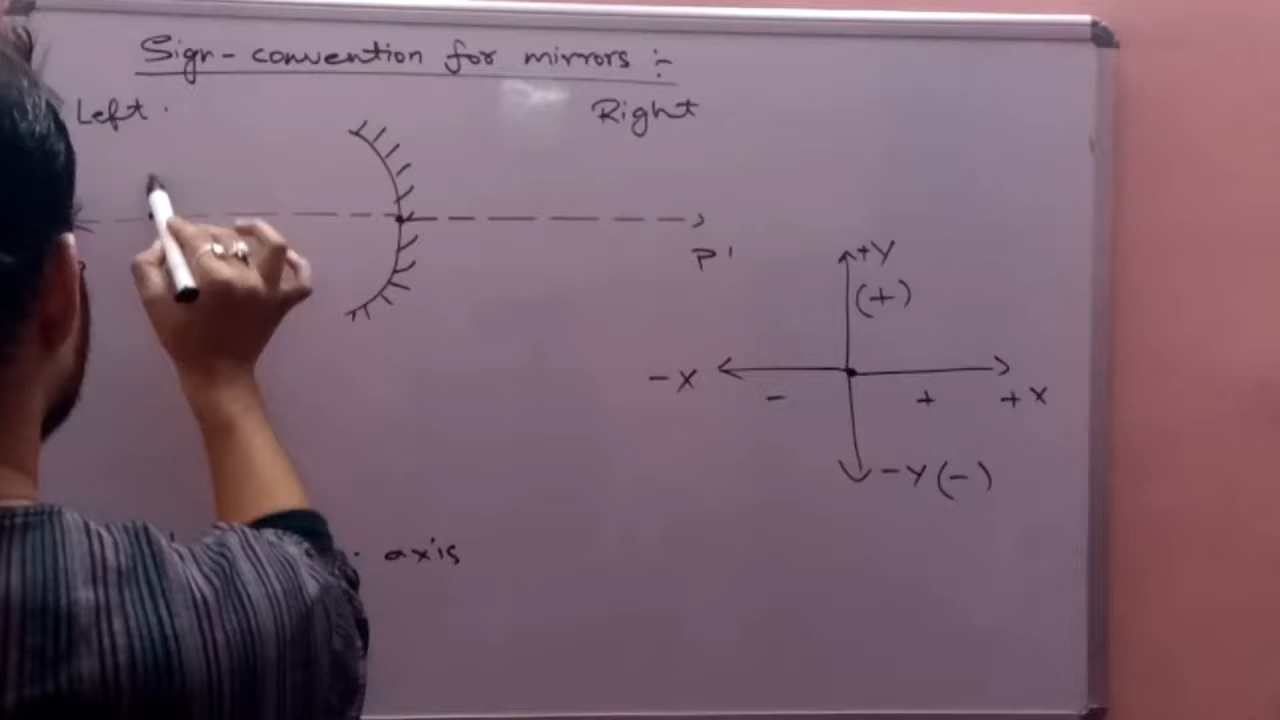 Sign-convention for mirrors :-
Left.
Right
P'
+Y
(+)
-X
-
+
+X
-Y(-)
axis